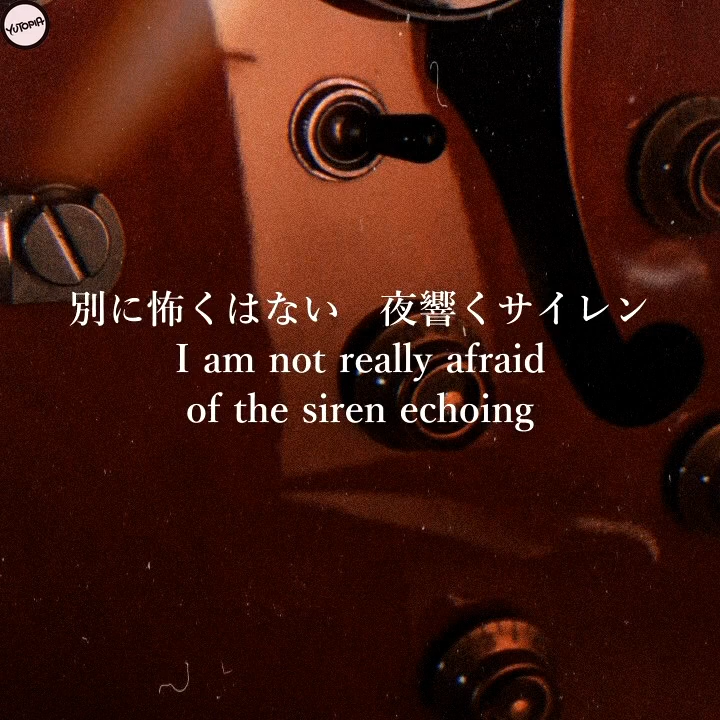 YUTOPIA
別に怖くはない　夜響くサイレン
I am not really afraid
of the siren echoing